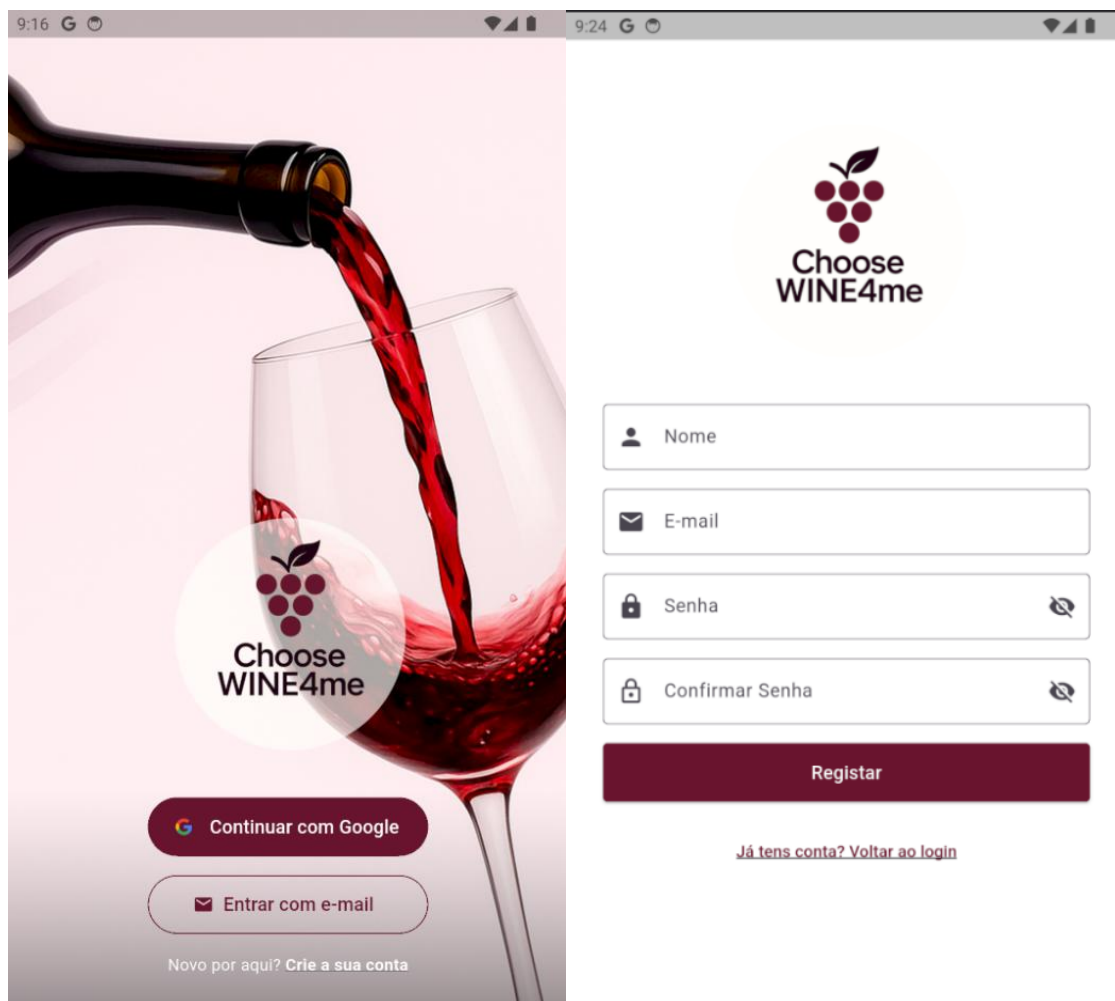 9:16
Choose
WINE4me
Continuar com Google
Entrar com e-mail
Novo por aqui? Crie a sua conta
9:24
Choose
WINE4me
Nome
E-mail
Senha
Confirmar Senha
Registar
Já tens conta? Voltar ao login